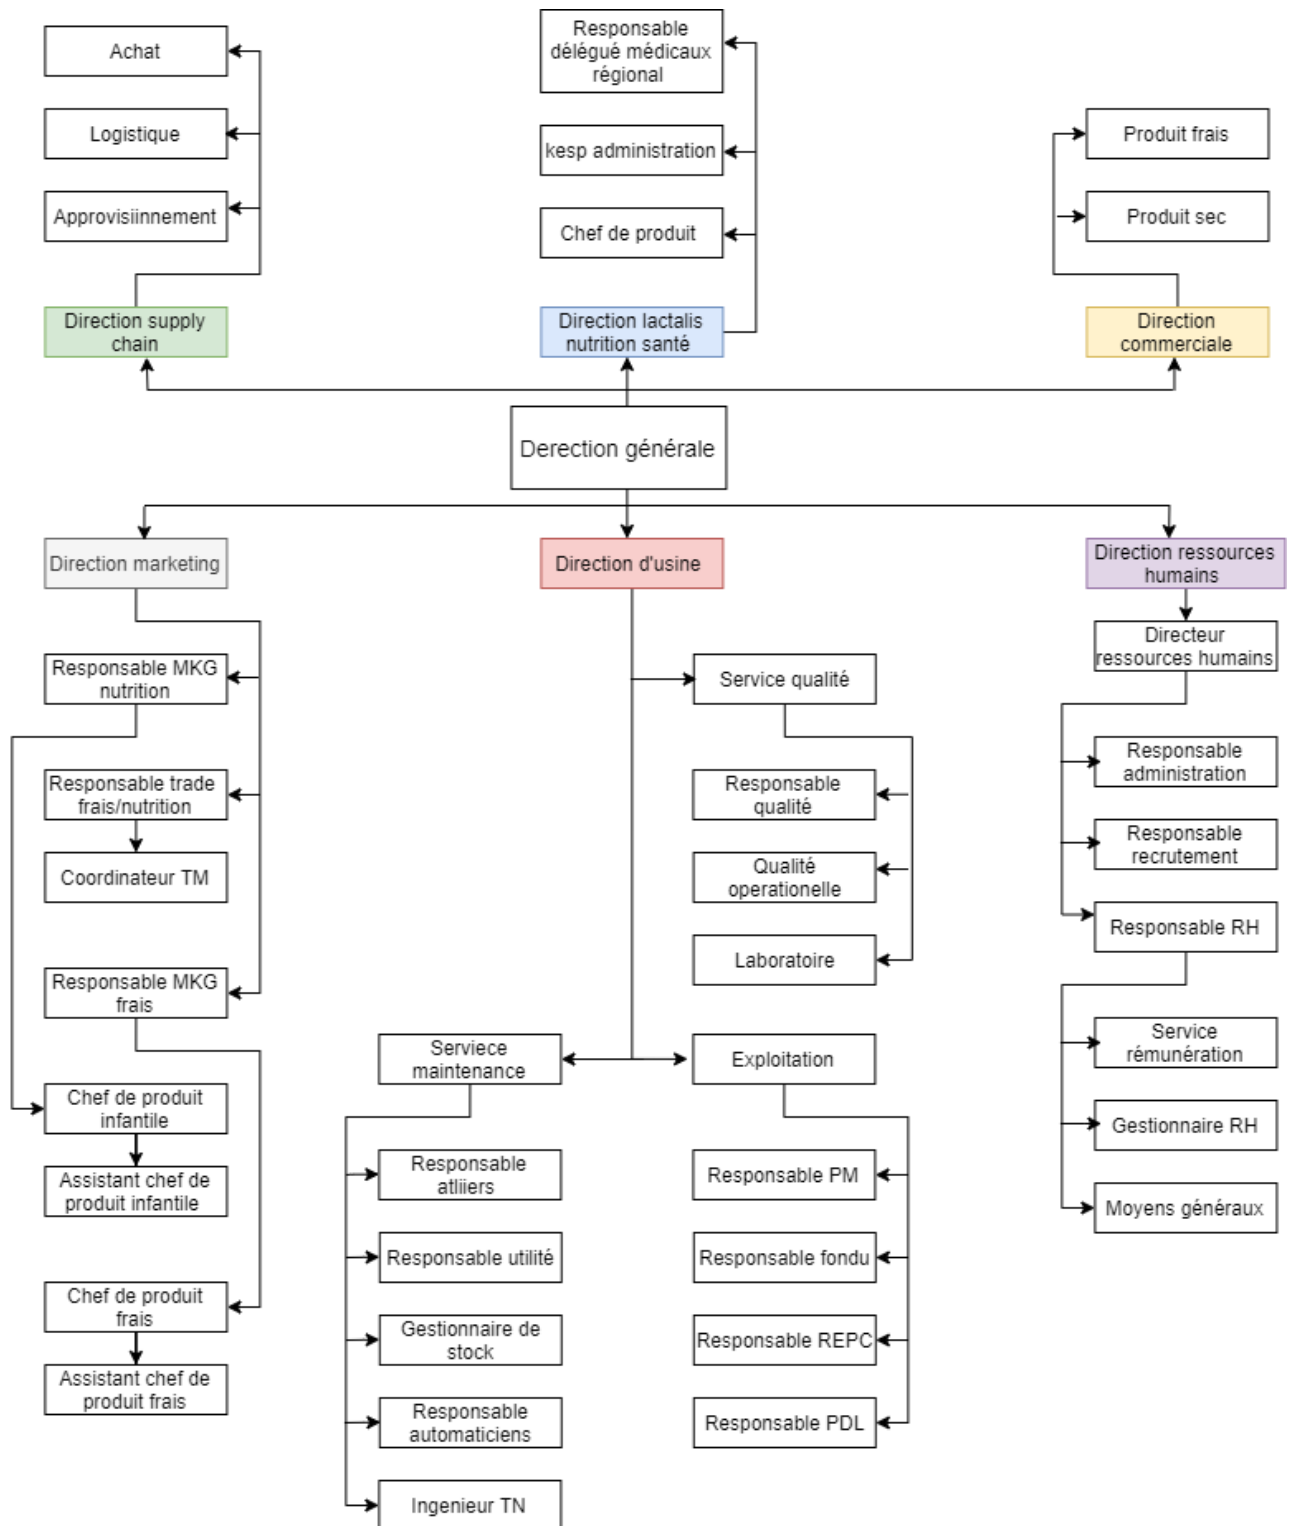 Achat
Logistique
Approvisiinnement
Direction supply
chain
Responsable
délégué médicaux
régional
kesp administration
Chef de produit
Direction lactalis
nutrition santé
Produit frais
Produit sec
Direction
commerciale
Derection générale
Direction marketing
Responsable MKG
nutrition
Responsable trade
frais/nutrition
Coordinateur TM
Responsable MKG
frais
Chef de produit
infantile
Assistant chef de
produit infantile
Chef de produit
frais
Assistant chef de
produit frais
Direction d'usine
Service qualité
Responsable
qualité
Qualité
operationelle
Laboratoire
Serviece
maintenance
Responsable
atliiers
Responsable utilité
Gestionnaire de
stock
Responsable
automaticiens
Ingenieur TN
Exploitation
Responsable PM
Responsable fondu
Responsable REPC
Responsable PDL
Direction ressources
humains
Directeur
ressources humains
Responsable
administration
Responsable
recrutement
Responsable RH
Service
rémunération
Gestionnaire RH
Moyens généraux